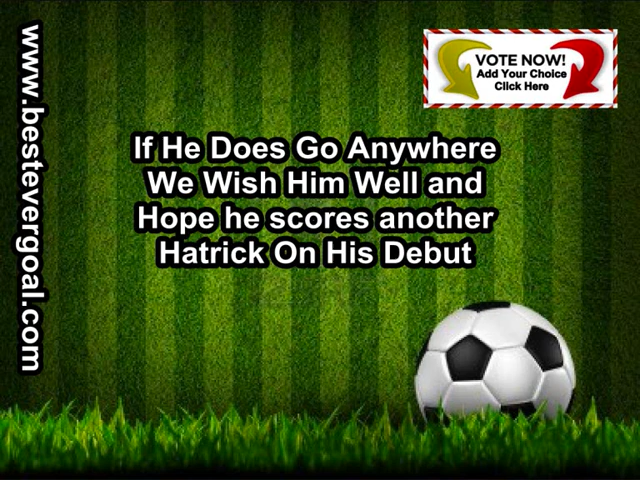 www.bestevergoal.com
VOTE NOW!
Add Your Choice
Click Here
If He Does Go Anywhere
We Wish Him Well and
Hope he scores another
Hatrick On His Debut